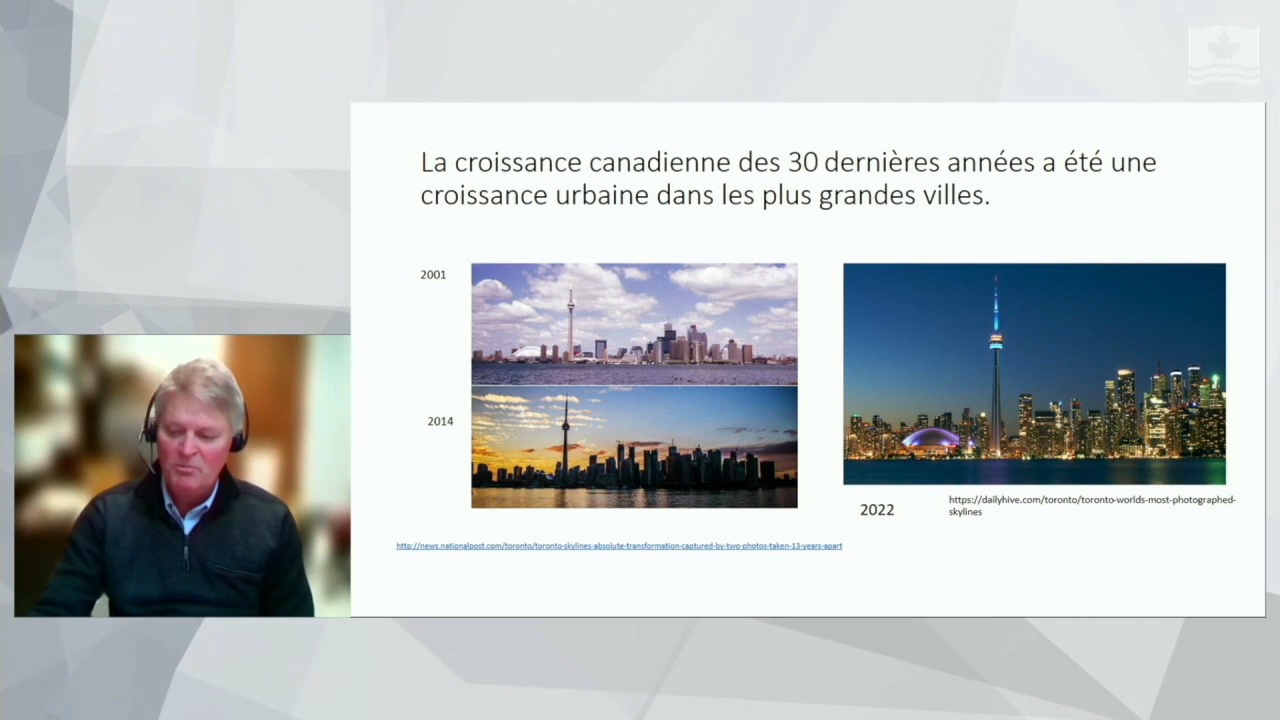 La croissance canadienne des 30 dernières années a été une
croissance urbaine dans les plus grandes villes.
2001
2014
2022
https://dailyhive.com/toronto/toronto-worlds-most-photographed-
skylines
http://news.nationalpost.com/toronto/toronto-skylines-absolute-transformation-captured-by-two-photos-taken-13-years-apart